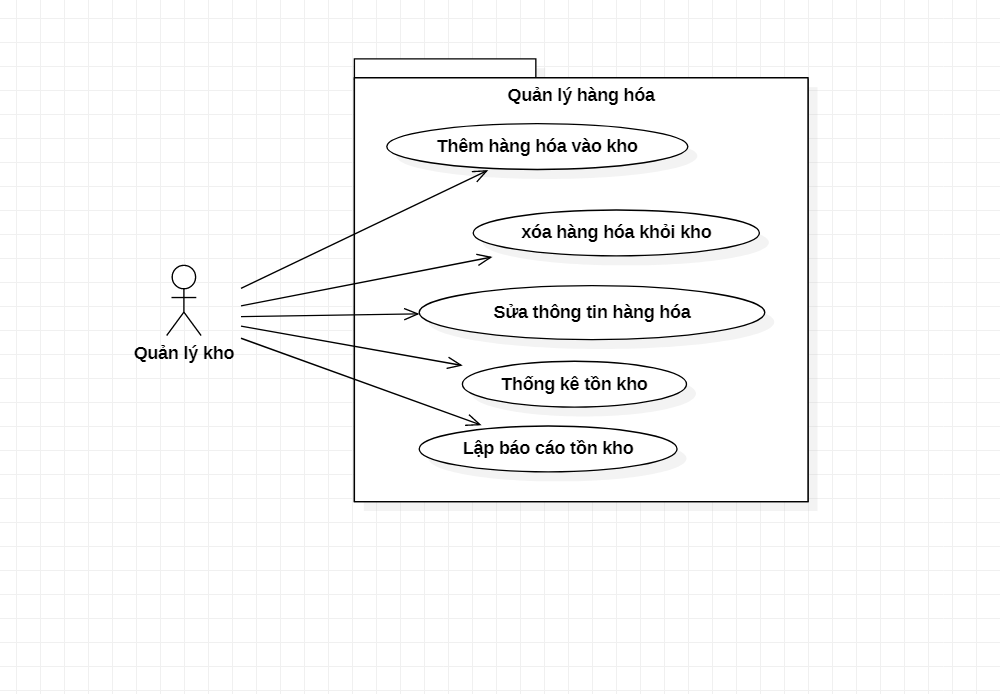 Quản lý hàng hóa
Thêm hàng hóa vào kho
xóa hàng hóa khỏi kho
Sửa thông tin hàng hóa
Quản lý kho
Thống kê tồn kho
Lập báo cáo tồn kho